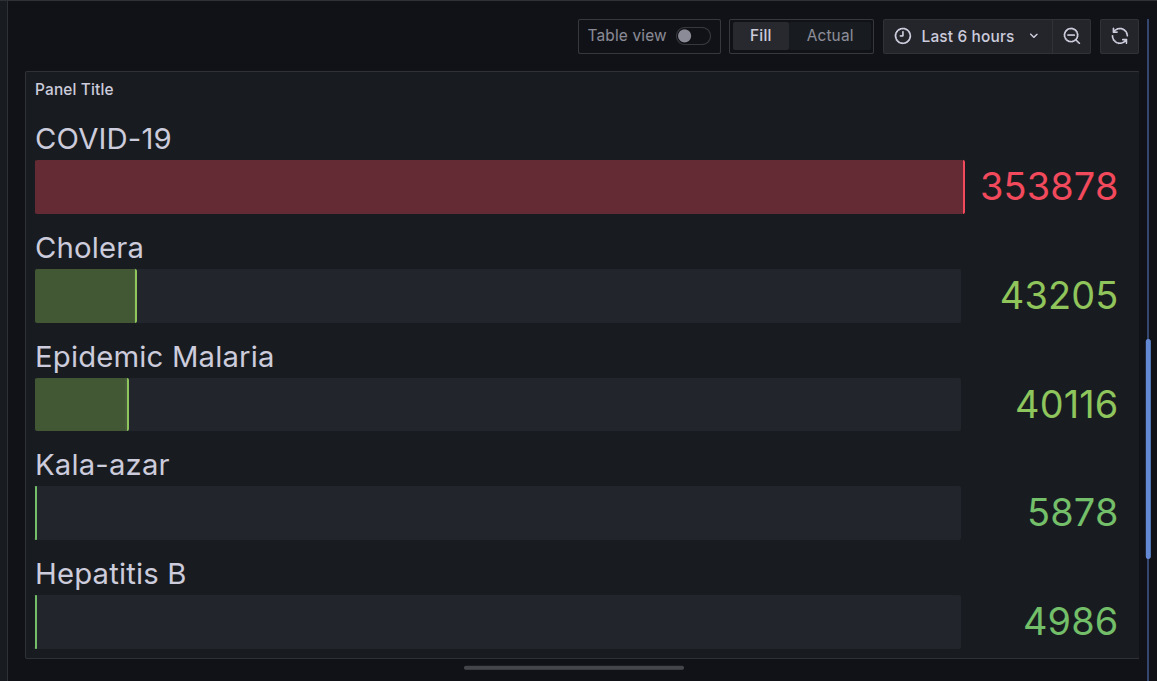 Table view Fill Actual Last 6 hours
Panel Title
COVID-19
353878
Cholera
43205
Epidemic Malaria
40116
Kala-azar
5878
Hepatitis B
4986